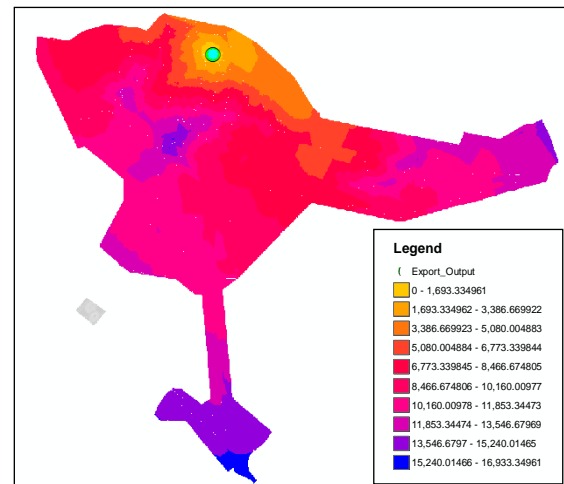 Legend
Export_Output
0 - 1,693.334961
1,693.334962 - 3,386.669922
3,386.669923 - 5,080.004883
5,080.004884 - 6,773.339844
6,773.339845 - 8,466.674805
8,466.674806 - 10,160.00977
10,160.00978 - 11,853.34473
11,853.34474 - 13,546.67969
13,546.6797 - 15,240.01465
15,240.01466 - 16,933.34961